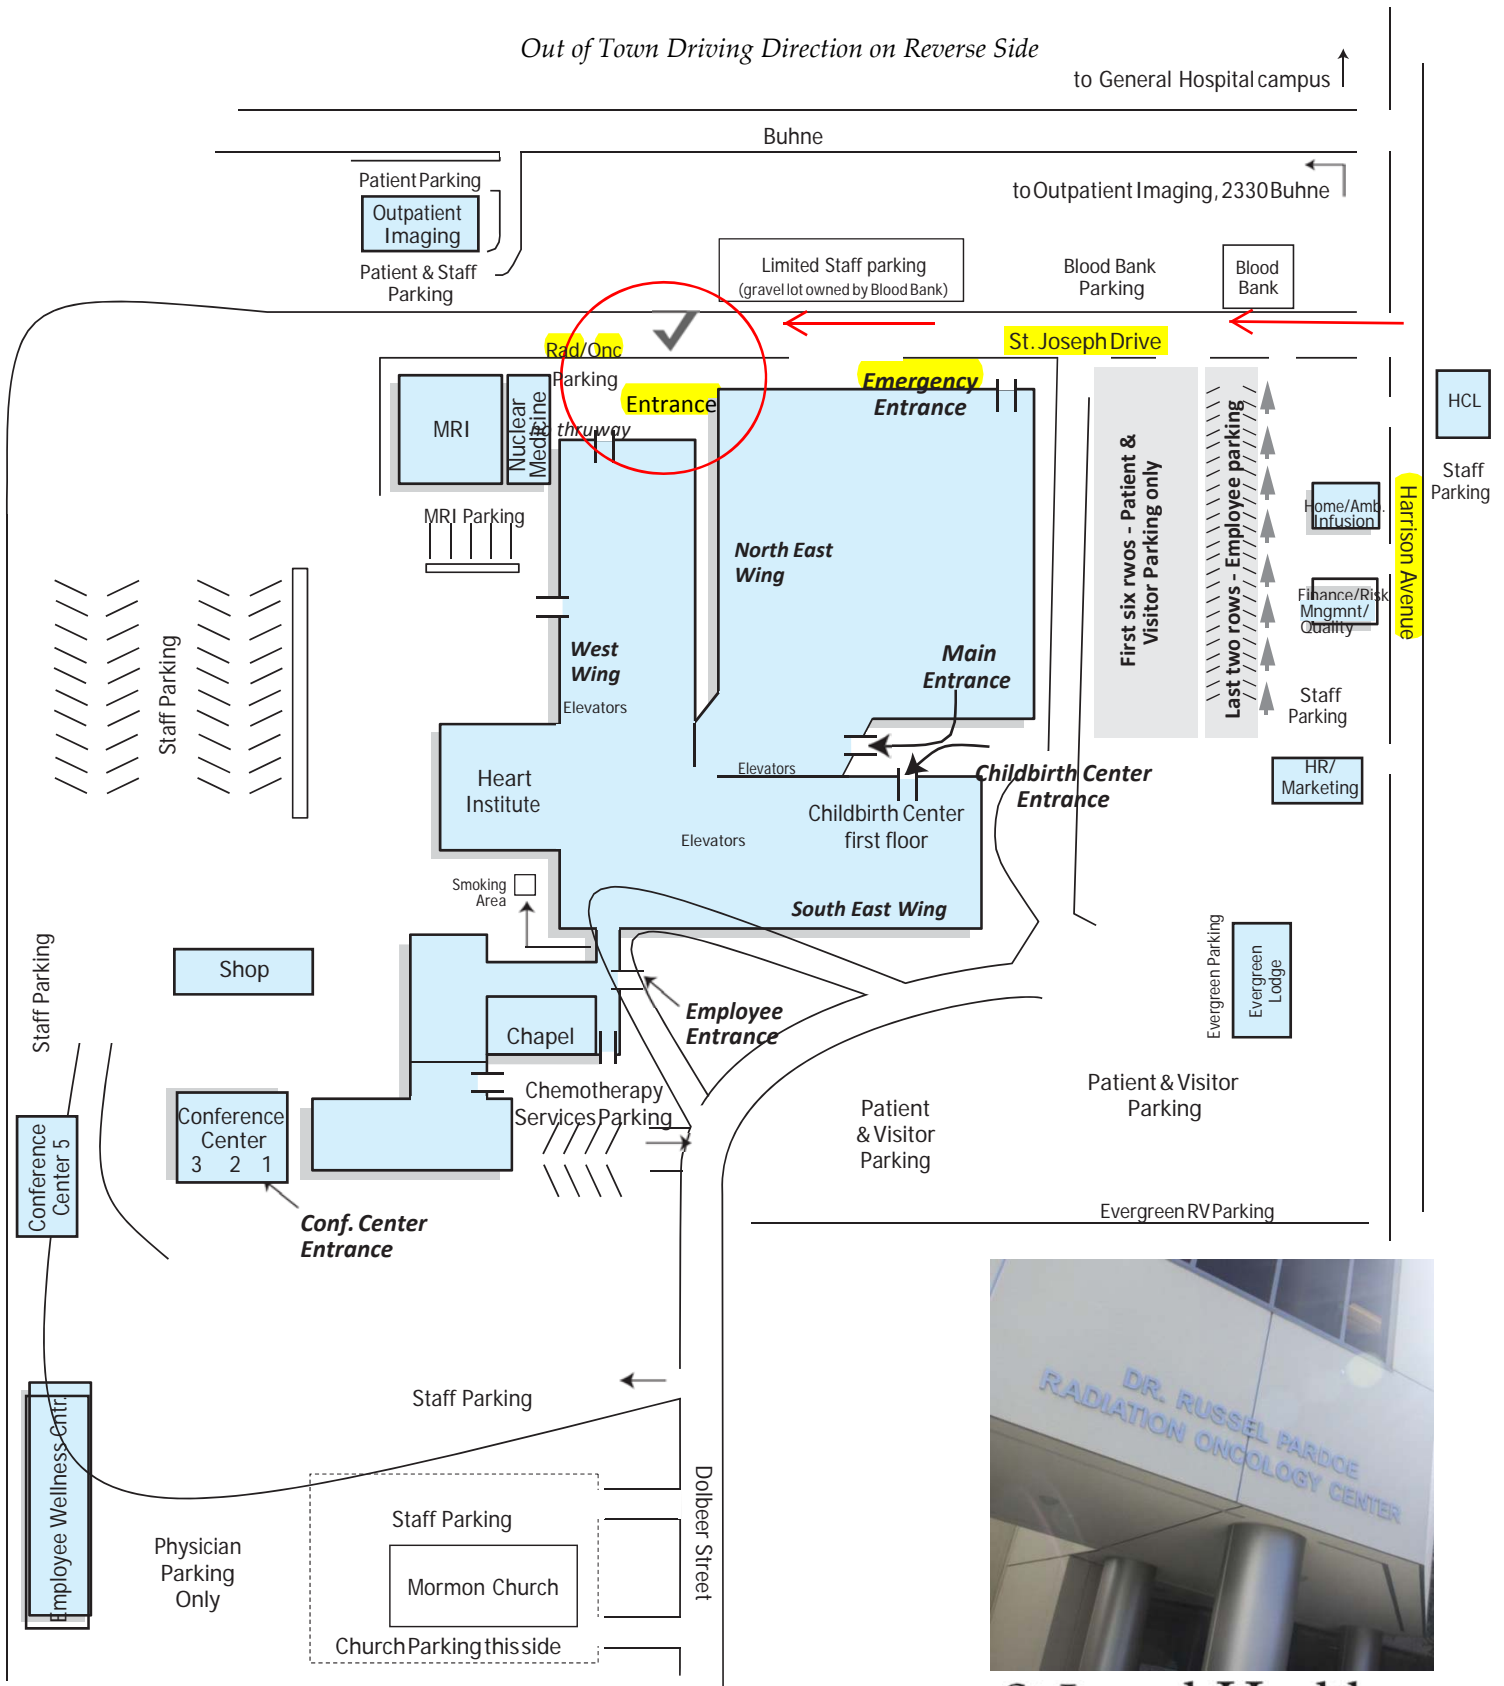 Out of Town Driving Direction on Reverse Side
to General Hospital campus
Buhne
Patient Parking
to Outpatient Imaging, 2330 Buhne
Outpatient
Imaging
Patient & Staff
Parking
Limited Staff parking
(gravel lot owned by Blood Bank)
Blood Bank
Parking
Blood
Bank
St. Joseph Drive
Rad/Onc
Parking
Entrance
no thruway
Emergency
Entrance
MRI
Nuclear
Medicine
MRI Parking
HCL
Staff
Parking
Harrison Avenue
Home/Amb.
Infusion
Finance/Risk
Mngmnt/
Quality
First six rwos - Patient &
Visitor Parking only
Last two rows - Employee parking
North East
Wing
West
Wing
Elevators
Main
Entrance
Staff
Parking
Staff Parking
Heart
Institute
Elevators
Childbirth Center
Entrance
HR/
Marketing
Childbirth Center
first floor
Elevators
Smoking
Area
South East Wing
Staff Parking
Shop
Employee
Entrance
Chapel
Evergreen Parking
Evergreen
Lodge
Chemotherapy
Services Parking
Patient & Visitor
Parking
Patient
& Visitor
Parking
Conference
Center
3 2 1
Conference
Center 5
Conf. Center
Entrance
Evergreen RV Parking
DR. RUSSEL PARDOE
RADIATION ONCOLOGY CENTER
Staff Parking
Employee Wellness Cntr.
Dolbeer Street
Staff Parking
Physician
Parking
Only
Mormon Church
Church Parking this side